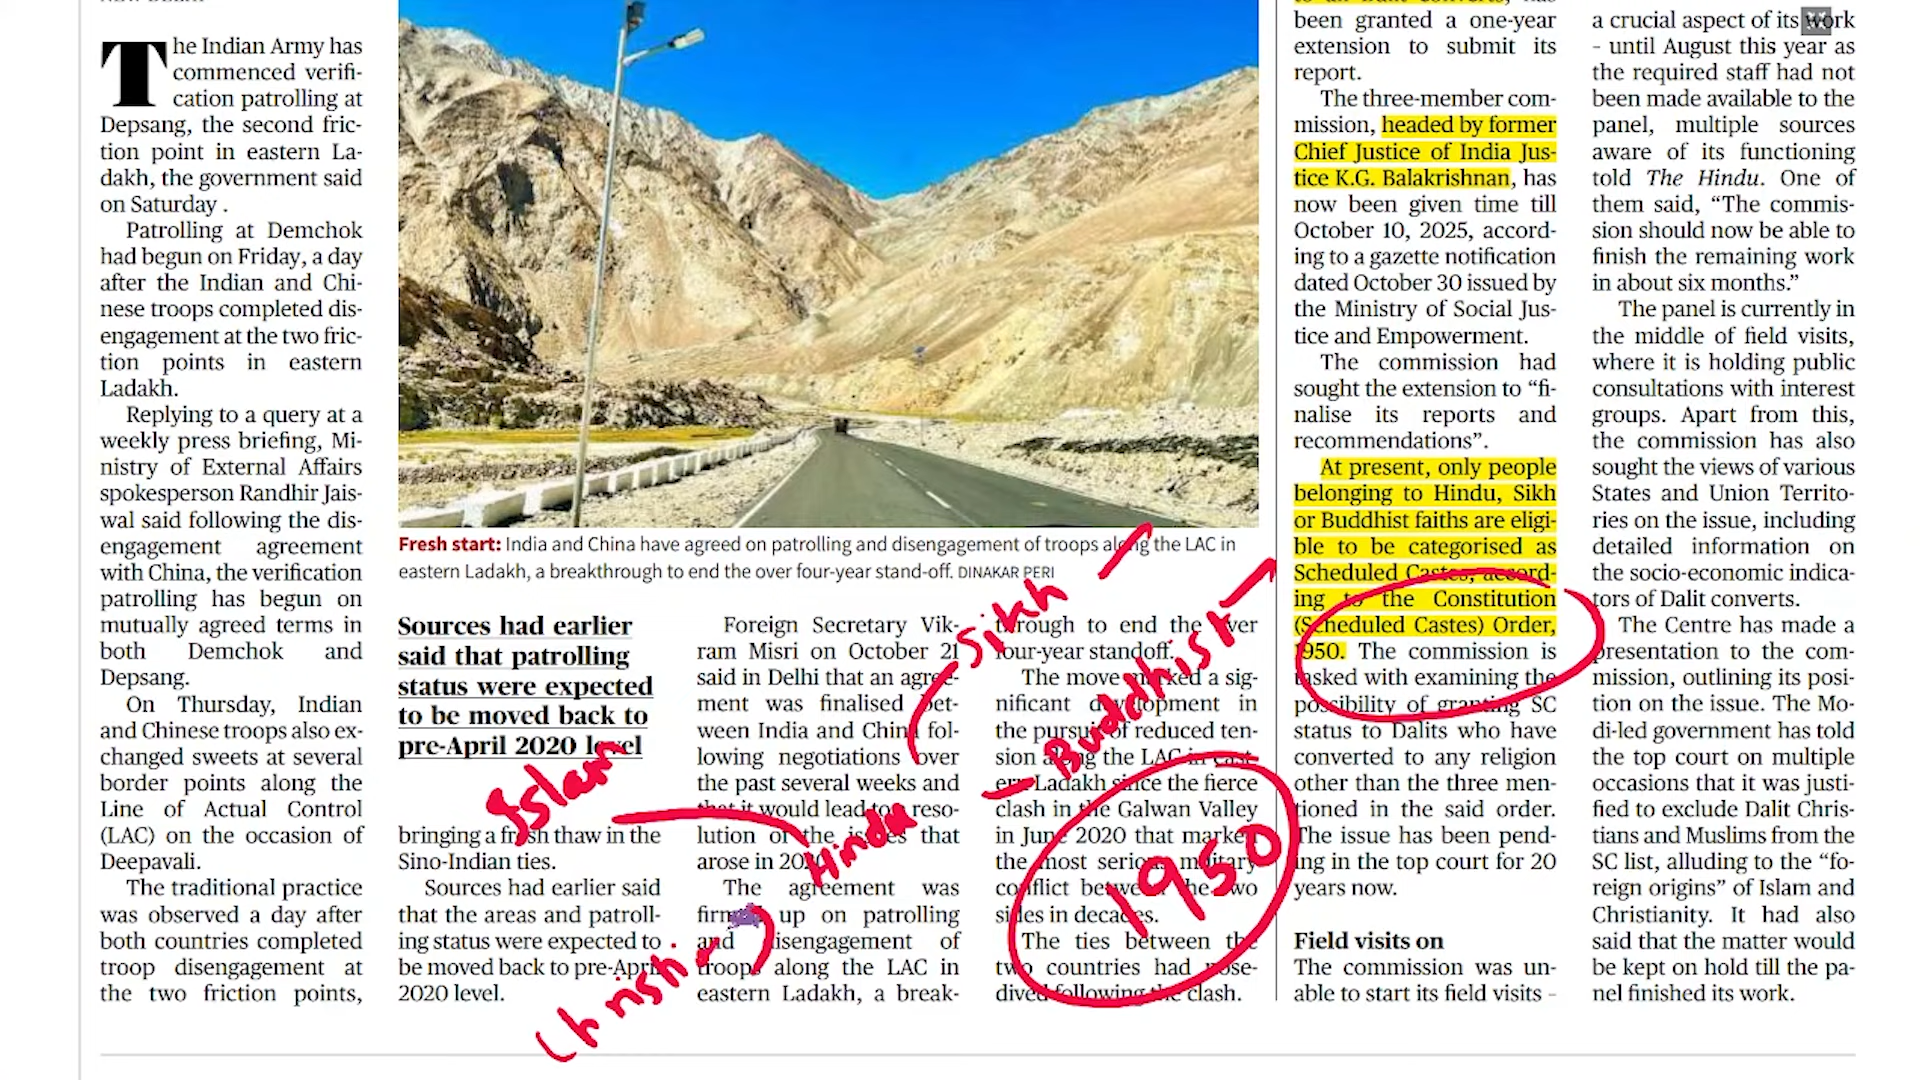 he Indian Army has
T commenced verifi-
cation patrolling at
Depsang, the second fric-
tion point in eastern La-
dakh, the government said
on Saturday .
Patrolling at Demchok
had begun on Friday, a day
after the Indian and Chi-
nese troops completed dis-
engagement at the two fric-
tion points in eastern
Ladakh.
Replying to a query at a
weekly press briefing, Mi-
nistry of External Affairs
spokesperson Randhir Jais-
wal said following the dis-
engagement agreement
with China, the verification
patrolling has begun on
mutually agreed terms in
both Demchok and
Depsang.
On Thursday, Indian
and Chinese troops also ex-
changed sweets at several
border points along the
Line of Actual Control
(LAC) on the occasion of
Deepavali.
The traditional practice
was observed a day after
both countries completed
troop disengagement at
the two friction points,
Fresh start: India and China have agreed on patrolling and disengagement of troops along the LAC in
eastern Ladakh, a breakthrough to end the over four-year stand-off. DINAKAR PERI
Sources had earlier
said that patrolling
status were expected
to be moved back to
pre-April 2020 level
bringing a fresh thaw in the
Sino-Indian ties.
Sources had earlier said
that the areas and patroll-
ing status were expected to
be moved back to pre-April
2020 level.
Foreign Secretary Vik-
ram Misri on October 21
said in Delhi that an agree-
ment was finalised bet-
ween India and China fol-
lowing negotiations over
the past several weeks and
that it would lead to a reso-
lution of the issues that
arose in 2020.
The agreement was
firmed up on patrolling
and disengagement of
troops along the LAC in
eastern Ladakh, a break-
through to end the over
four-year standoff.
The move marked a sig-
nificant development in
the pursuit of reduced ten-
sion along the LAC in east-
ern Ladakh since the fierce
clash in the Galwan Valley
in June 2020 that marked
the most serious military
conflict between the two
sides in decades.
The ties between the
two countries had nose-
dived following the clash.
Sikh
Buddhist
Islam
Hindu
Christian
1950
been granted a one-year
extension to submit its
report.
The three-member com-
mission, headed by former
Chief Justice of India Jus-
tice K.G. Balakrishnan, has
now been given time till
October 10, 2025, accord-
ing to a gazette notification
dated October 30 issued by
the Ministry of Social Jus-
tice and Empowerment.
The commission had
sought the extension to “fi-
nalise its reports and
recommendations”.
At present, only people
belonging to Hindu, Sikh
or Buddhist faiths are eligi-
ble to be categorised as
Scheduled Castes, accord-
ing to the Constitution
(Scheduled Castes) Order,
1950. The commission is
tasked with examining the
possibility of granting SC
status to Dalits who have
converted to any religion
other than the three men-
tioned in the said order.
The issue has been pend-
ing in the top court for 20
years now.
Field visits on
The commission was un-
able to start its field visits –
a crucial aspect of its work
– until August this year as
the required staff had not
been made available to the
panel, multiple sources
aware of its functioning
told The Hindu. One of
them said, “The commis-
sion should now be able to
finish the remaining work
in about six months.”
The panel is currently in
the middle of field visits,
where it is holding public
consultations with interest
groups. Apart from this,
the commission has also
sought the views of various
States and Union Territo-
ries on the issue, including
detailed information on
the socio-economic indica-
tors of Dalit converts.
The Centre has made a
presentation to the com-
mission, outlining its posi-
tion on the issue. The Mo-
di-led government has told
the top court on multiple
occasions that it was justi-
fied to exclude Dalit Chris-
tians and Muslims from the
SC list, alluding to the “fo-
reign origins” of Islam and
Christianity. It had also
said that the matter would
be kept on hold till the pa-
nel finished its work.